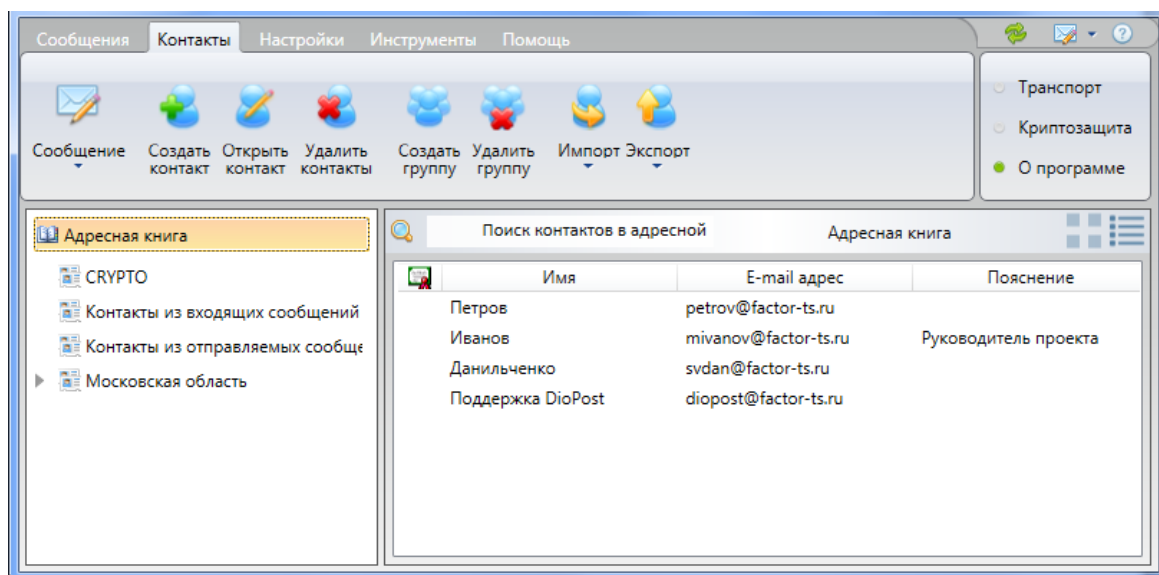 Сообщения Контакты Настройки Инструменты Помощь
Сообщение
Создать контакт
Открыть контакт
Удалить контакты
Создать группу
Удалить группу
Импорт
Экспорт
Транспорт
Криптозащита
О программе
Адресная книга
CRYPTO
Контакты из входящих сообщений
Контакты из отправляемых сообще
Московская область
Поиск контактов в адресной Адресная книга
Имя E-mail адрес Пояснение
Петров petrov@factor-ts.ru
Иванов mivanov@factor-ts.ru Руководитель проекта
Данильченко svdan@factor-ts.ru
Поддержка DioPost diopost@factor-ts.ru